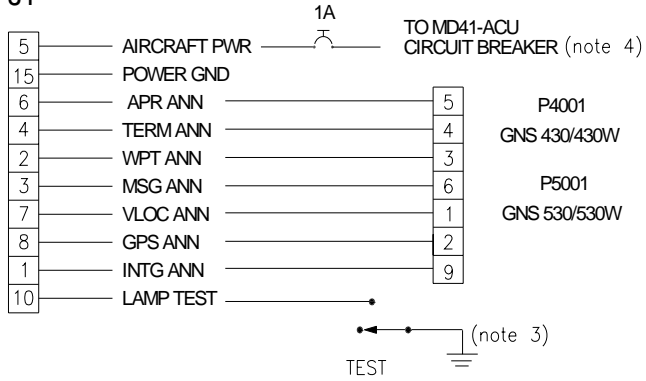 1A
5 AIRCRAFT PWR TO MD41-ACU
CIRCUIT BREAKER (note 4)
15 POWER GND
6 APR ANN 5 P4001
4 TERM ANN 4 GNS 430/430W
2 WPT ANN 3
3 MSG ANN 6 P5001
7 VLOC ANN 1 GNS 530/530W
8 GPS ANN 2
1 INTG ANN 9
10 LAMP TEST
(note 3)
TEST